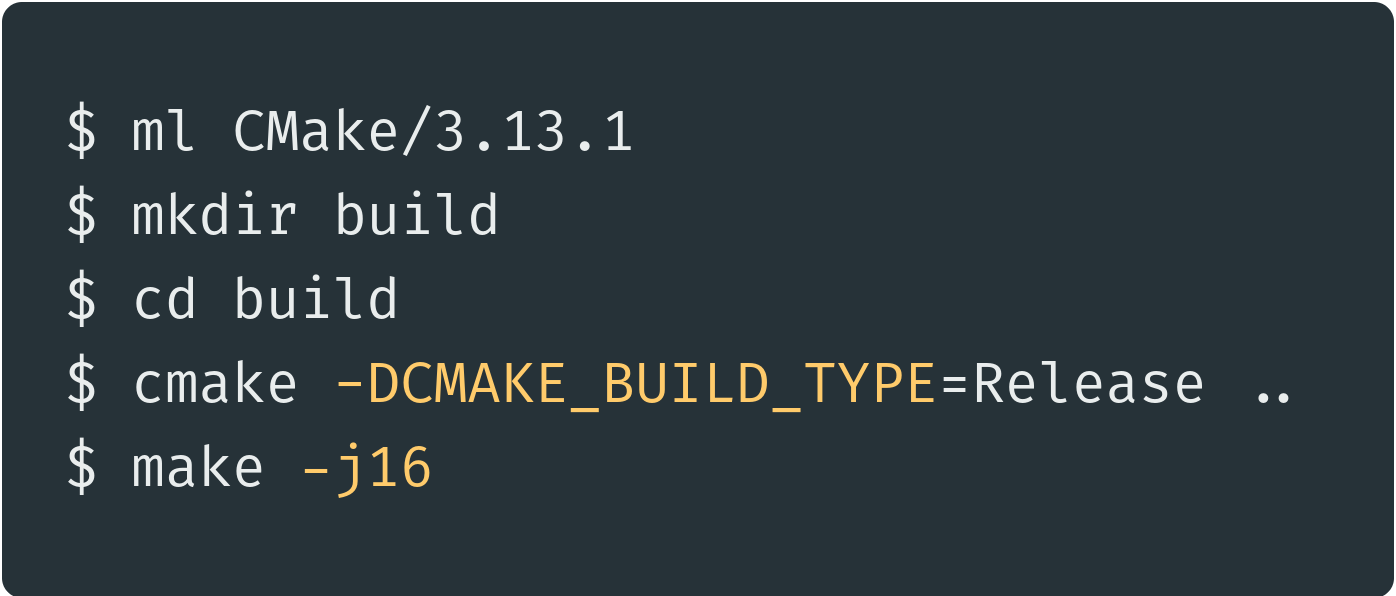 $ ml CMake/3.13.1
$ mkdir build
$ cd build
$ cmake -DCMAKE_BUILD_TYPE=Release ..
$ make -j16